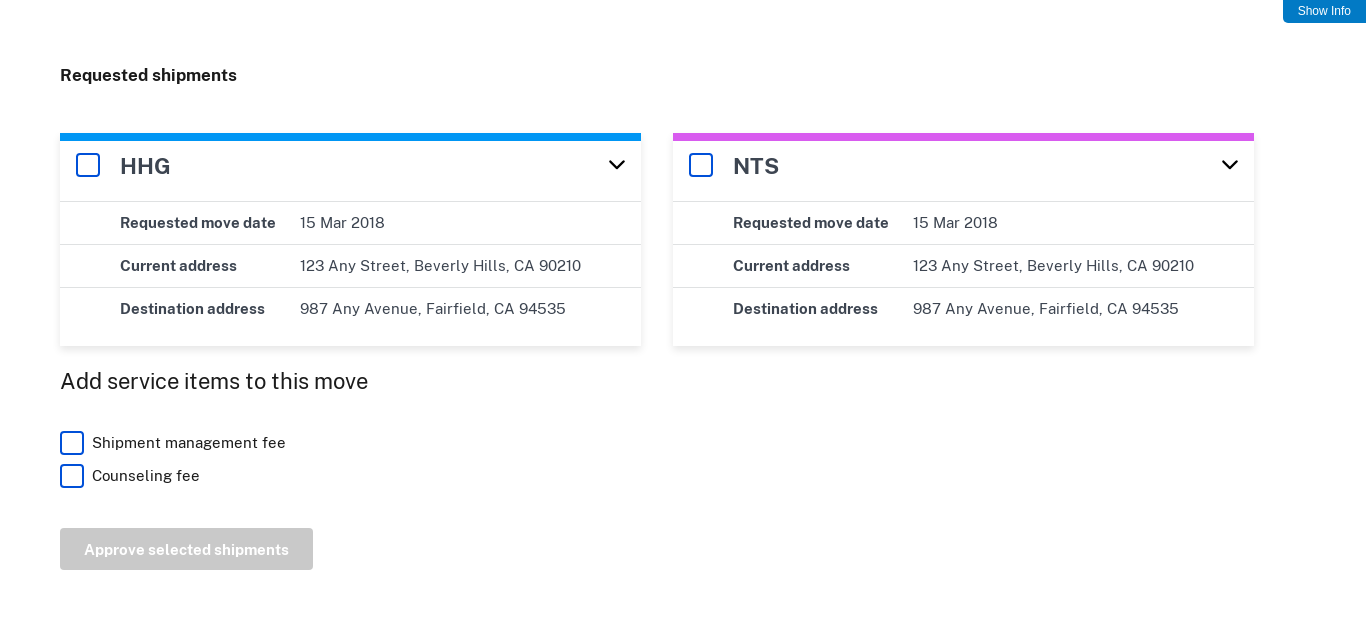 Show Info
Requested shipments
HHG
Requested move date 15 Mar 2018
Current address 123 Any Street, Beverly Hills, CA 90210
Destination address 987 Any Avenue, Fairfield, CA 94535
NTS
Requested move date 15 Mar 2018
Current address 123 Any Street, Beverly Hills, CA 90210
Destination address 987 Any Avenue, Fairfield, CA 94535
Add service items to this move
Shipment management fee
Counseling fee
Approve selected shipments